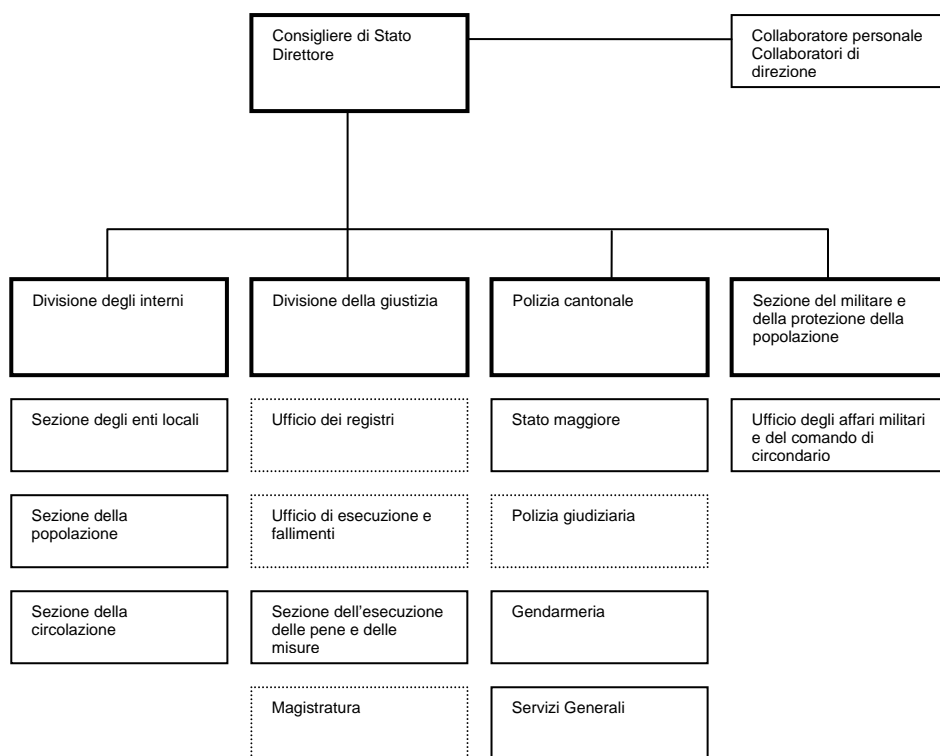 Consigliere di Stato
Direttore
Collaboratore personale
Collaboratori di
direzione
Divisione degli interni
Divisione della giustizia
Polizia cantonale
Sezione del militare e
della protezione della
popolazione
Sezione degli enti locali
Ufficio dei registri
Stato maggiore
Ufficio degli affari militari
e del comando di
circondario
Sezione della
popolazione
Ufficio di esecuzione e
fallimenti
Polizia giudiziaria
Sezione della
circolazione
Sezione dell'esecuzione
delle pene e delle
misure
Gendarmeria
Magistratura
Servizi Generali